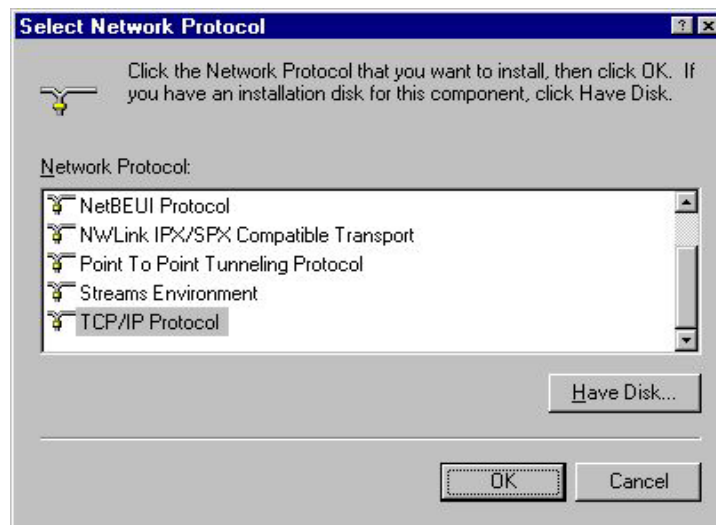 Select Network Protocol
Click the Network Protocol that you want to install, then click OK.  If
you have an installation disk for this component, click Have Disk.
Network Protocol:
NetBEUI Protocol
NWLink IPX/SPX Compatible Transport
Point To Point Tunneling Protocol
Streams Environment
TCP/IP Protocol
Have Disk...
OK
Cancel